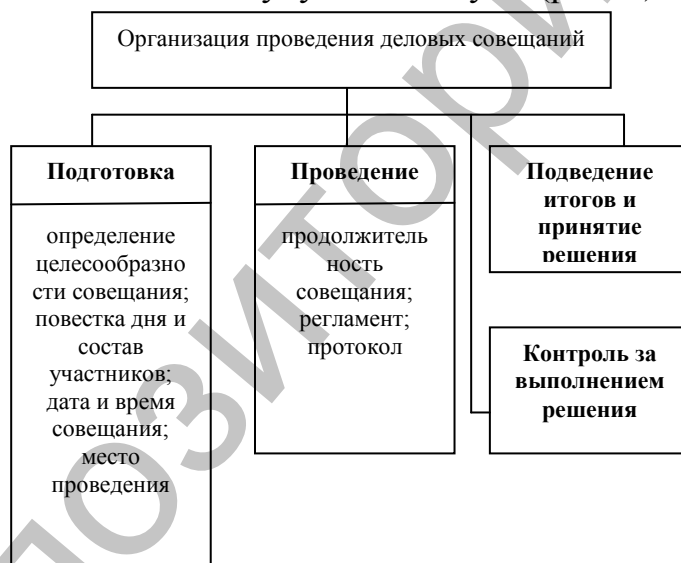 Организация проведения деловых совещаний
Подготовка
определение
целесообразно
сти совещания;
повестка дня и
состав
участников;
дата и время
совещания;
место
проведения
Проведение
продолжитель
ность
совещания;
регламент;
протокол
Подведение
итогов и
принятие
решения
Контроль за
выполнением
решения